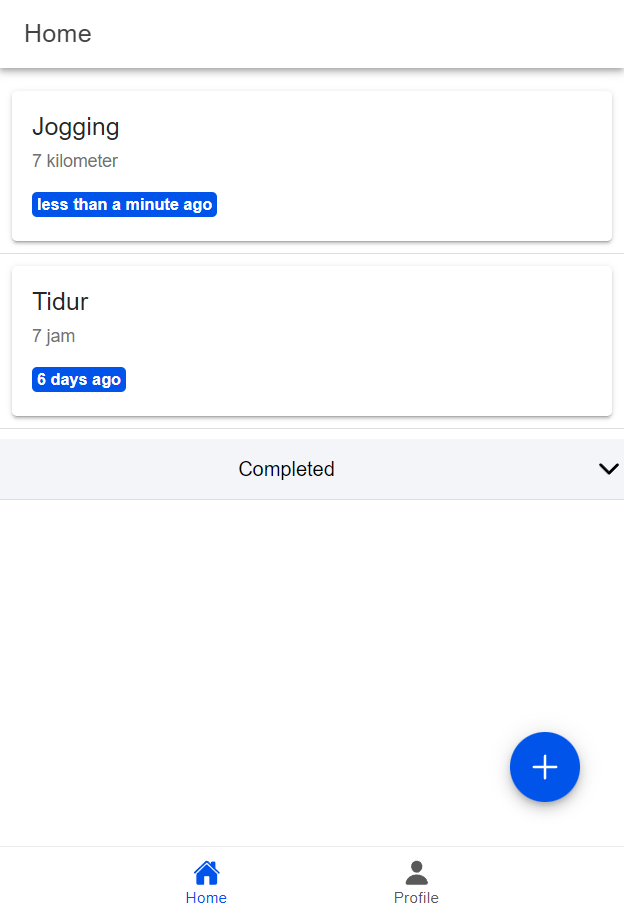 Home
Jogging
7 kilometer
less than a minute ago
Tidur
7 jam
6 days ago
Completed
Home
Profile